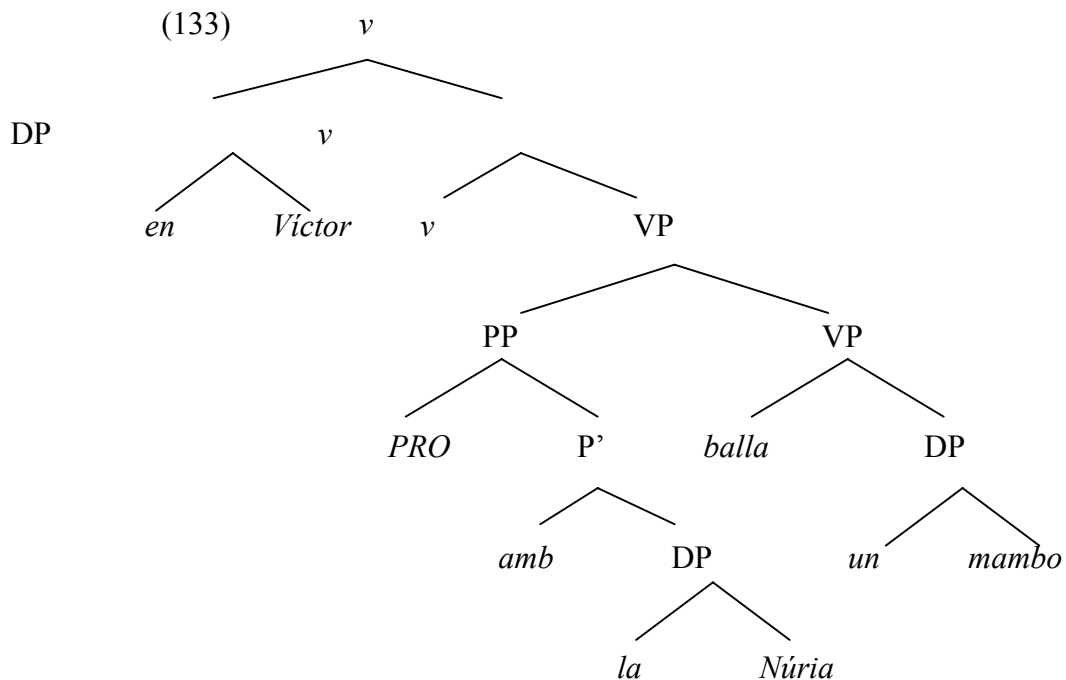 (133) v
DP v
en Víctor v VP
PP VP
PRO P’ balla DP
amb DP un mambo
la Núria